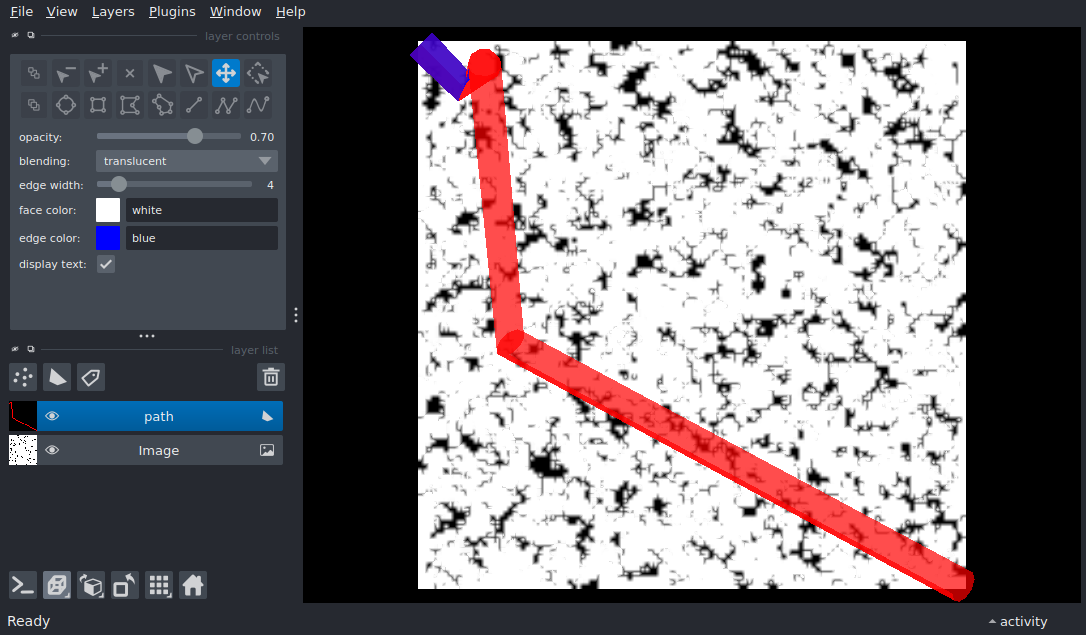 File View Layers Plugins Window Help
layer controls
opacity: 0.70
blending: translucent
edge width: 4
face color: white
edge color: blue
display text:
layer list
path
Image
Ready activity